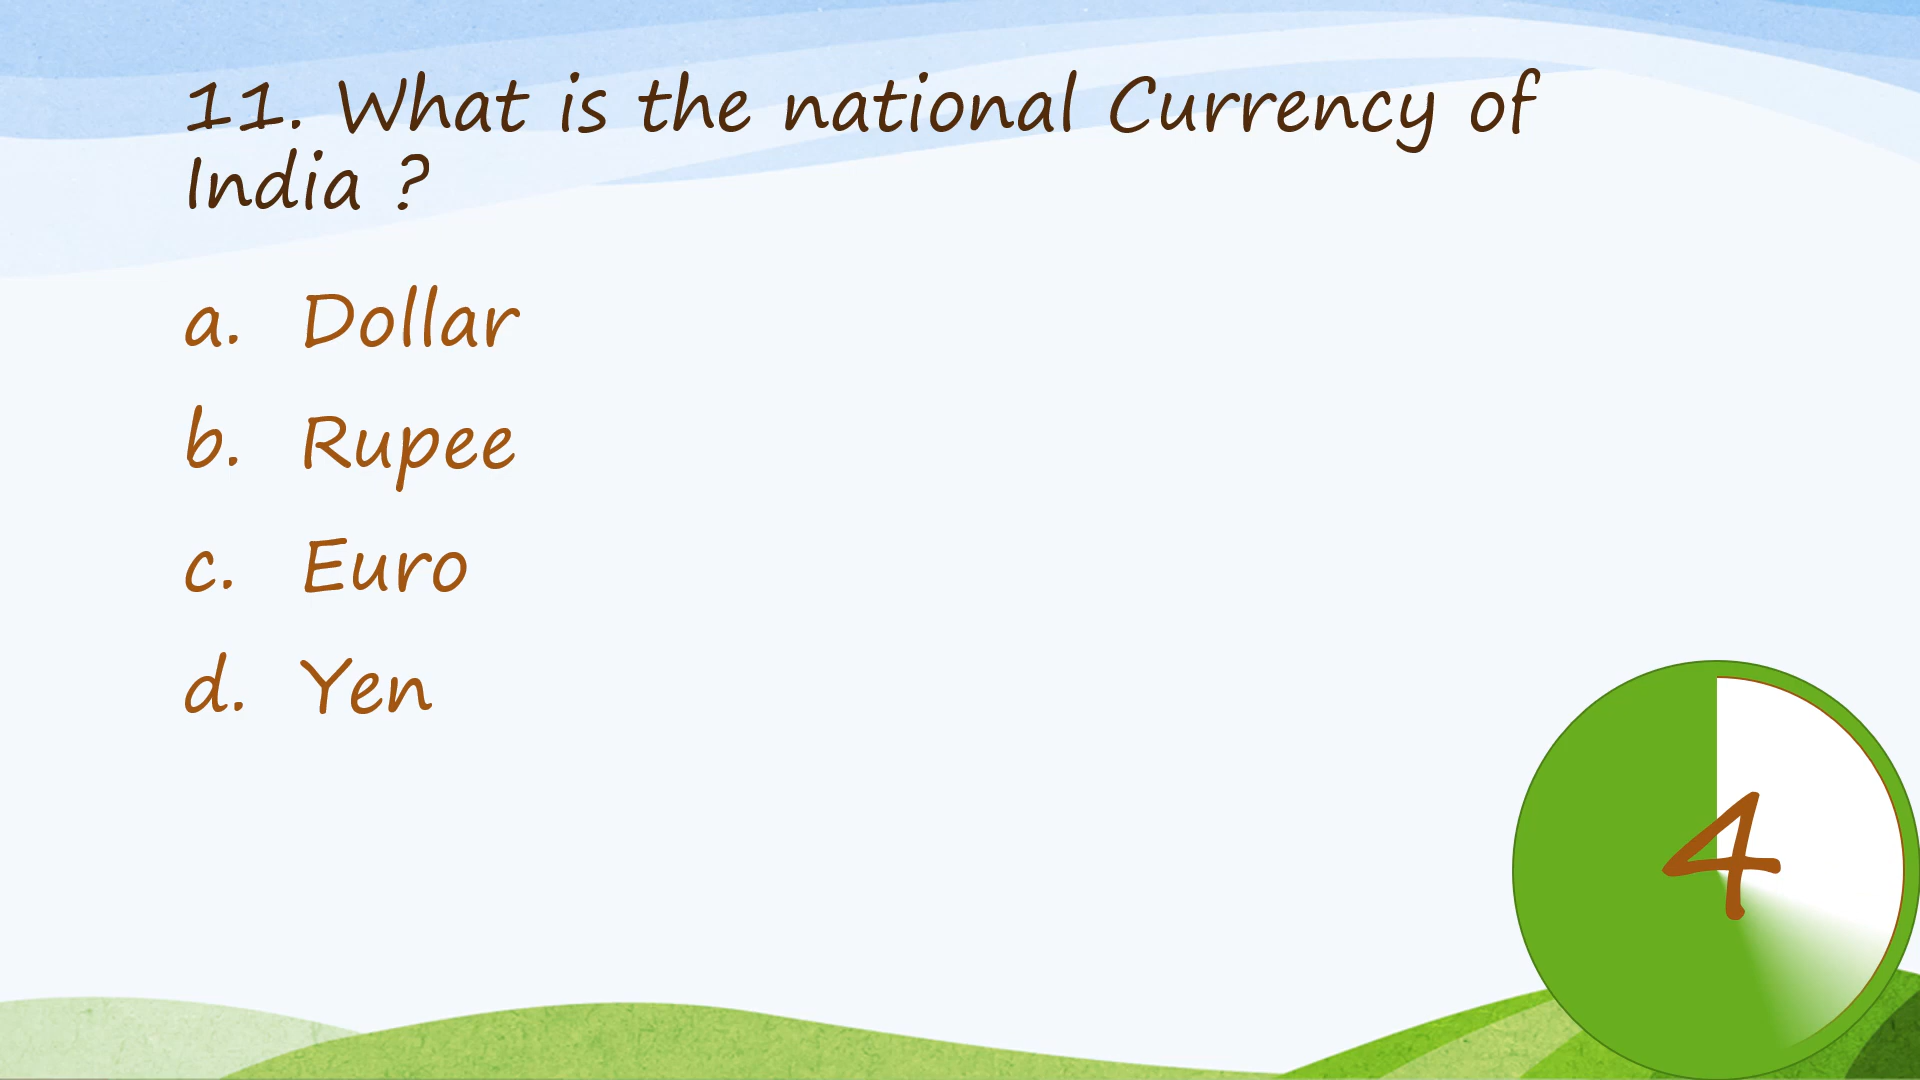 11. What is the national Currency of
India ?
a. Dollar
b. Rupee
c. Euro
d. Yen
4